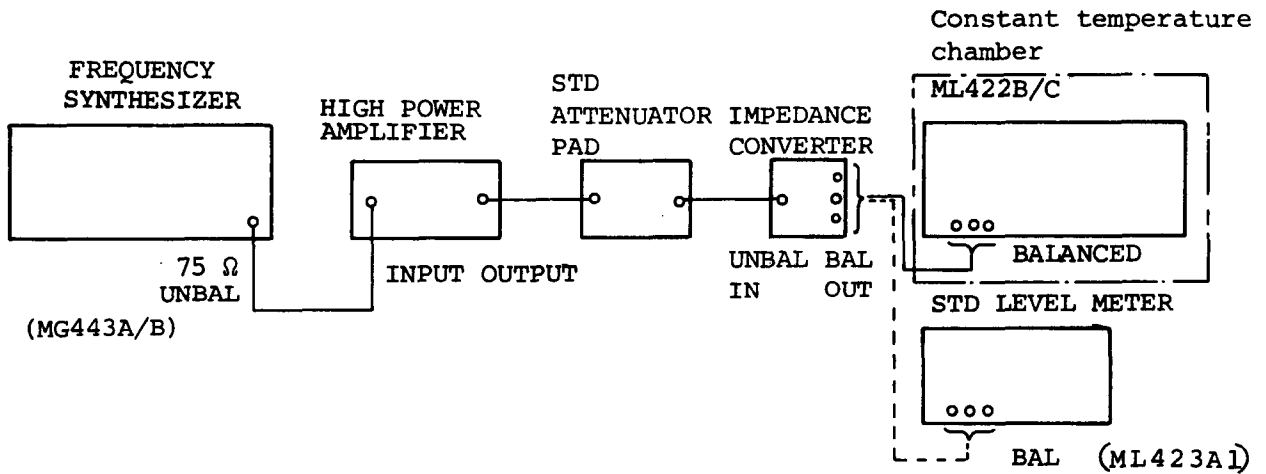 Constant temperature
chamber
FREQUENCY
SYNTHESIZER
HIGH POWER
AMPLIFIER
STD
ATTENUATOR
PAD
IMPEDANCE
CONVERTER
ML422B/C
BALANCED
75 Ω
UNBAL
(MG443A/B)
INPUT OUTPUT
UNBAL BAL
IN OUT
STD LEVEL METER
BAL (ML423A1)